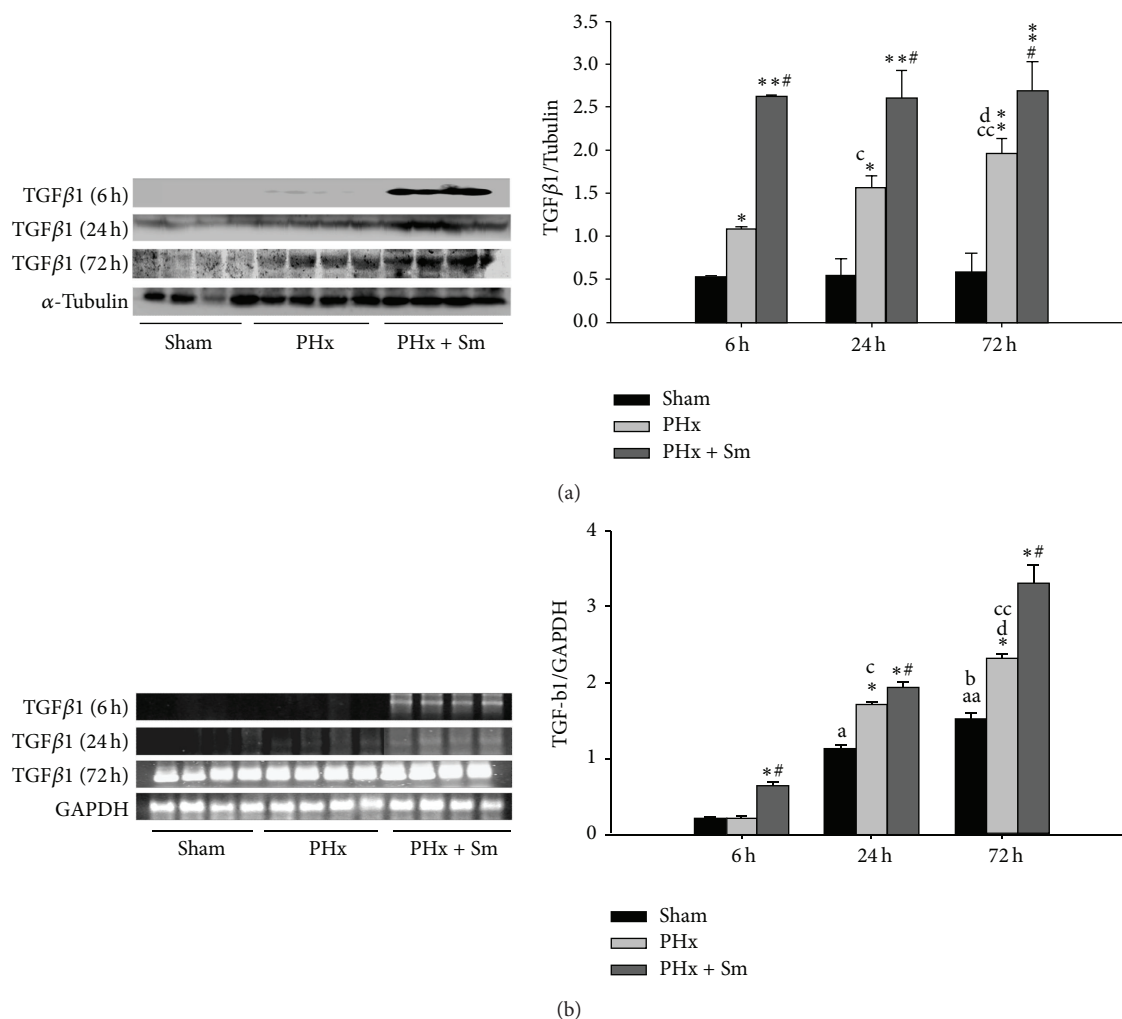 TGFβ1 (6 h)
TGFβ1 (24 h)
TGFβ1 (72 h)
α-Tubulin
Sham PHx PHx + Sm
TGFβ1/Tubulin
3.5
3.0
2.5
2.0
1.5
1.0
0.5
0.0
*
**#
c
*
**#
d *
cc *
*
*
#
6 h 24 h 72 h
Sham
PHx
PHx + Sm
(a)
TGFβ1 (6 h)
TGFβ1 (24 h)
TGFβ1 (72 h)
GAPDH
Sham PHx PHx + Sm
TGF-b1/GAPDH
4
3
2
1
0
*#
a
c
*
*#
b
aa
cc
d
*
*#
6 h 24 h 72 h
Sham
PHx
PHx + Sm
(b)